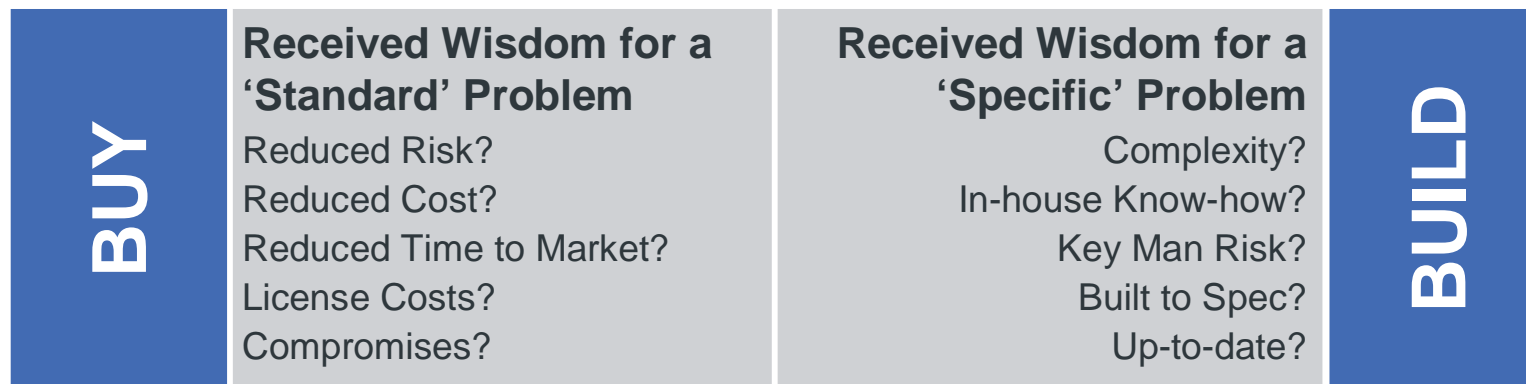 BUY
Received Wisdom for a
‘Standard’ Problem
Reduced Risk?
Reduced Cost?
Reduced Time to Market?
License Costs?
Compromises?
Received Wisdom for a
‘Specific’ Problem
Complexity?
In-house Know-how?
Key Man Risk?
Built to Spec?
Up-to-date?
BUILD